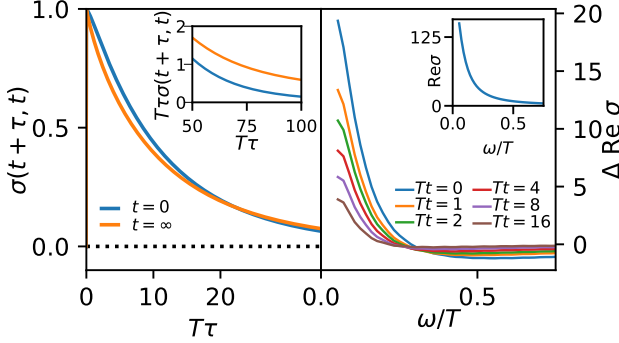 1.0
0.5
0.0
σ(t + τ, t)
0
10
20
Tτ
t = 0
t = ∞
Tτσ(t + τ, t)
2
1
0
50
75
100
Tτ
0.0
0.5
ω/T
20
15
10
5
0
Δ Re σ
Tt = 0
Tt = 1
Tt = 2
Tt = 4
Tt = 8
Tt = 16
Reσ
125
0.0
0.5
ω/T